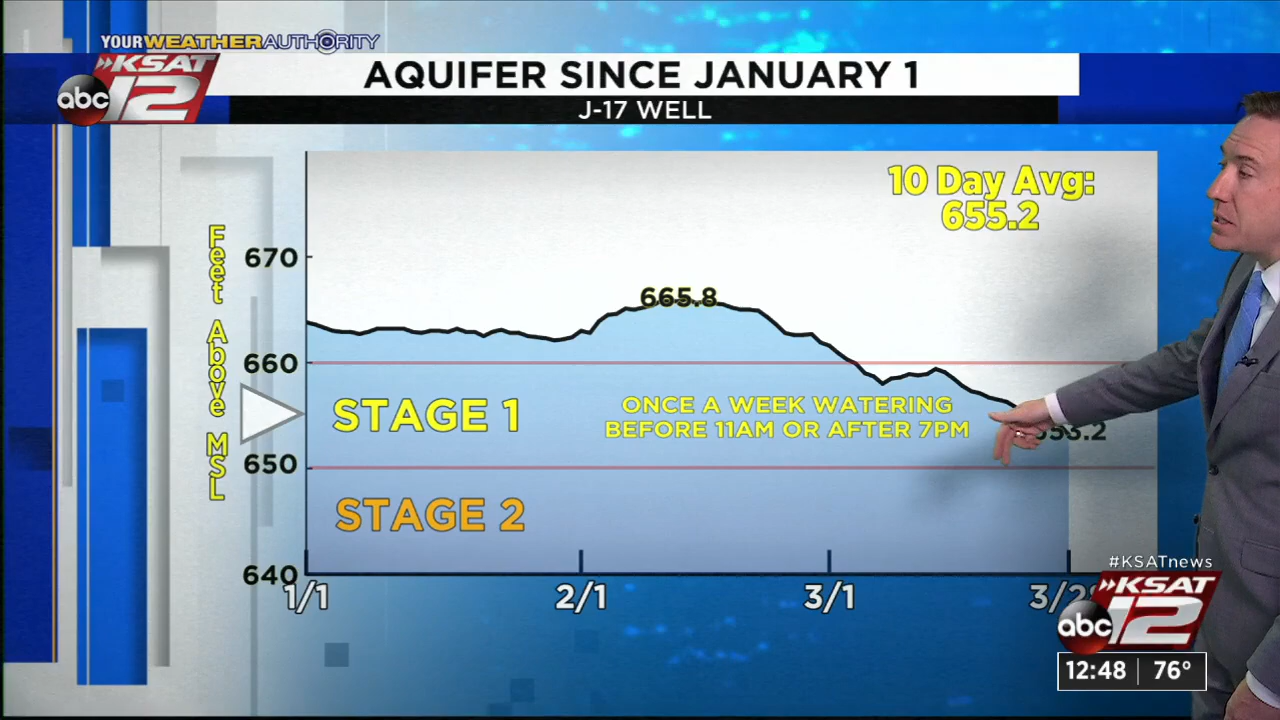 YOURWEATHERAUTHORITY
KSAT
abc 12
AQUIFER SINCE JANUARY 1
J-17 WELL
10 Day Avg:
655.2
Feet Above MSL
670
665.8
660
STAGE 1
ONCE A WEEK WATERING
BEFORE 11AM OR AFTER 7PM
650
STAGE 2
640
1/1
2/1
3/1
#KSATnews
KSAT
abc 12
12:48 76°